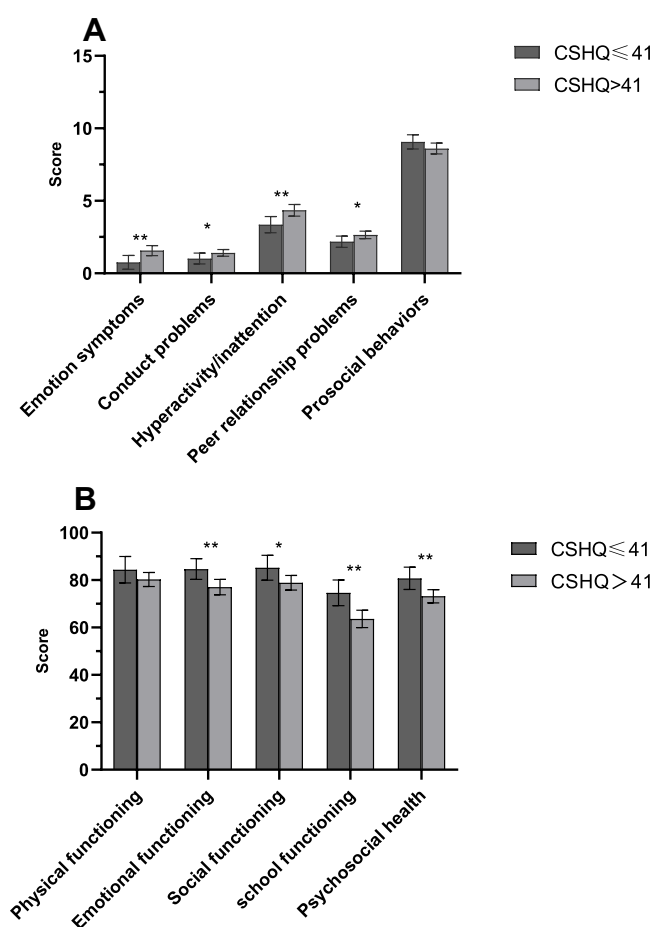 A
CSHQ≤41
CSHQ>41
15
10
5
0
Score
**
*
**
*
Emotion symptoms
Conduct problems
Hyperactivity/inattention
Peer relationship problems
Prosocial behaviors
B
CSHQ≤41
CSHQ>41
100
80
60
40
20
0
Score
**
*
**
**
Physical functioning
Emotional functioning
Social functioning
school functioning
Psychosocial health